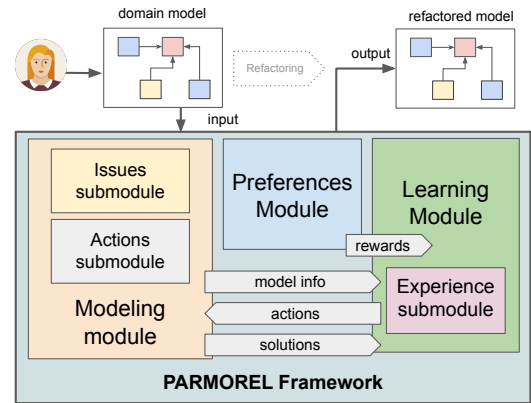 domain model
refactored model
Refactoring
output
input
Issues
submodule
Actions
submodule
Modeling
module
Preferences
Module
Learning
Module
rewards
Experience
submodule
model info
actions
solutions
PARMOREL Framework